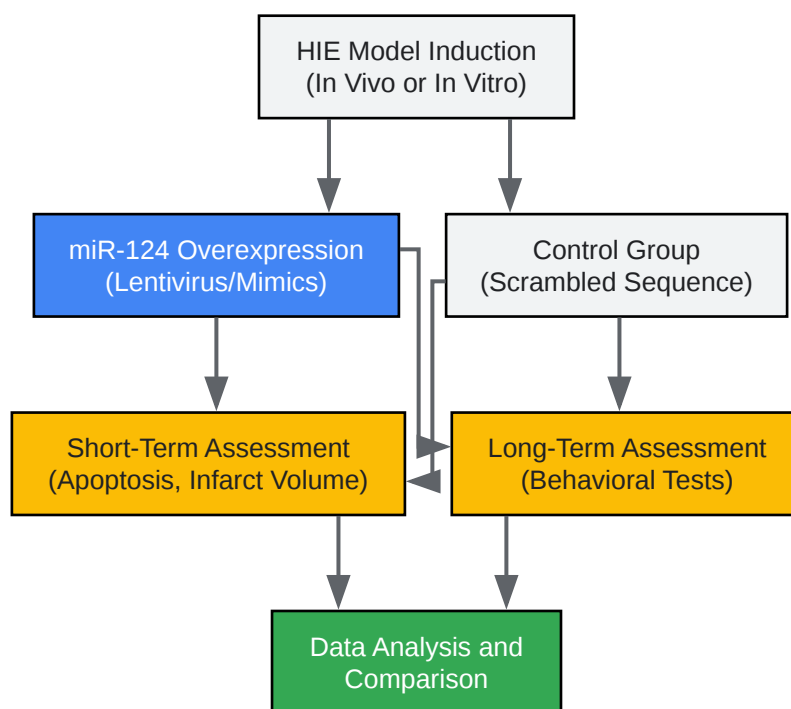 HIE Model Induction
(In Vivo or In Vitro)
miR-124 Overexpression
(Lentivirus/Mimics)
Control Group
(Scrambled Sequence)
Short-Term Assessment
(Apoptosis, Infarct Volume)
Long-Term Assessment
(Behavioral Tests)
Data Analysis and
Comparison